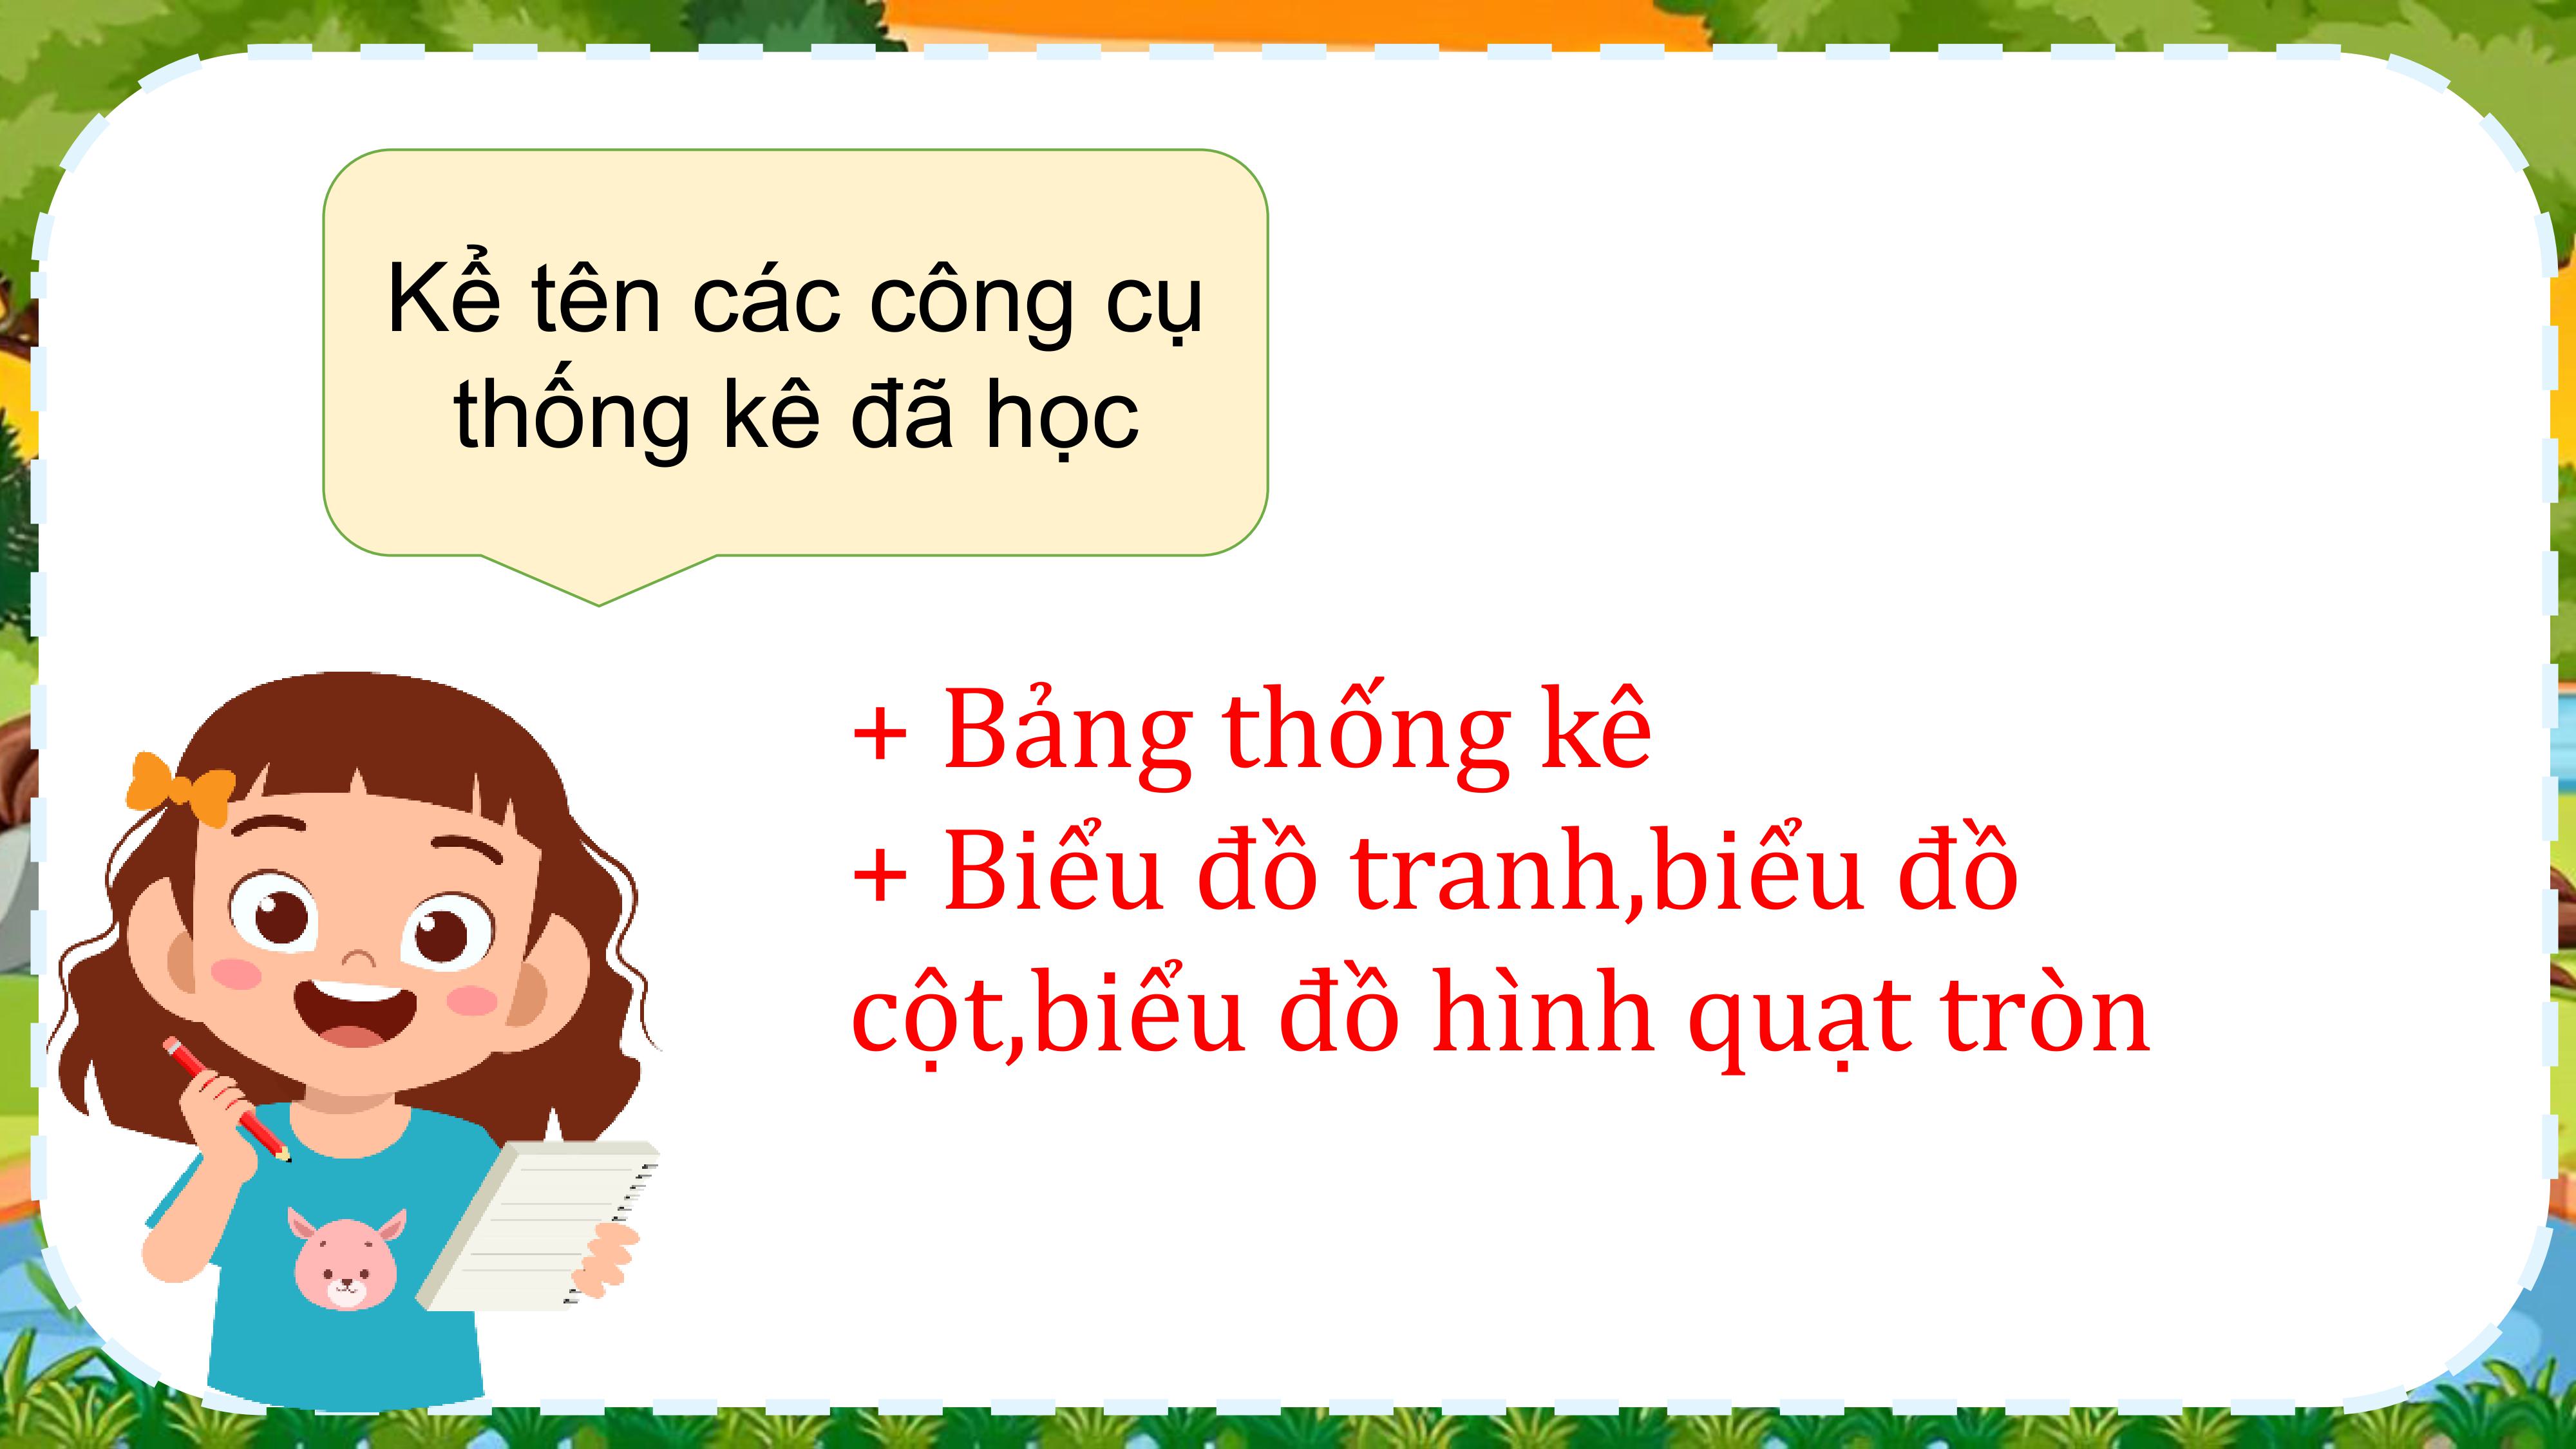 Kể tên các công cụ
thống kê đã học
+ Bảng thống kê
+ Biểu đồ tranh,biểu đồ
cột,biểu đồ hình quạt tròn